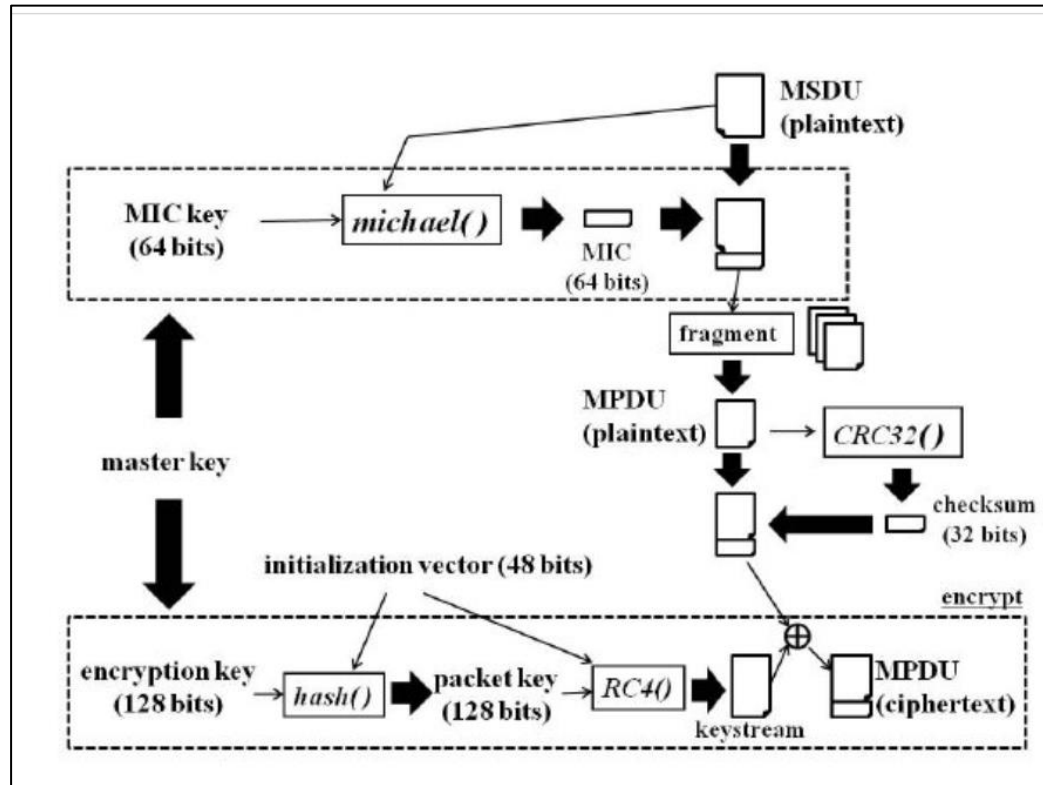 MSDU
(plaintext)
MIC key
(64 bits)
michael()
MIC
(64 bits)
fragment
MPDU
(plaintext)
CRC32()
master key
checksum
(32 bits)
initialization vector (48 bits)
encrypt
encryption key
(128 bits)
hash()
packet key
(128 bits)
RC4()
keystream
MPDU
(ciphertext)